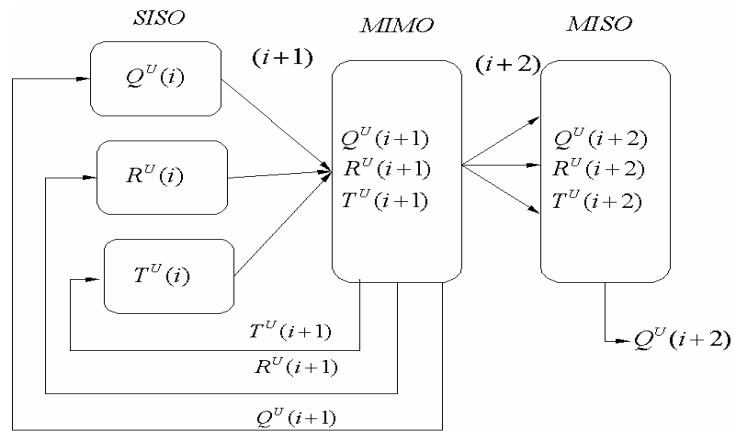 SISO
MIMO
MISO
(i+1)
(i+2)
Q^U(i)
R^U(i)
T^U(i)
Q^U(i+1)
R^U(i+1)
T^U(i+1)
Q^U(i+2)
R^U(i+2)
T^U(i+2)
T^U(i+1)
R^U(i+1)
Q^U(i+1)
Q^U(i+2)